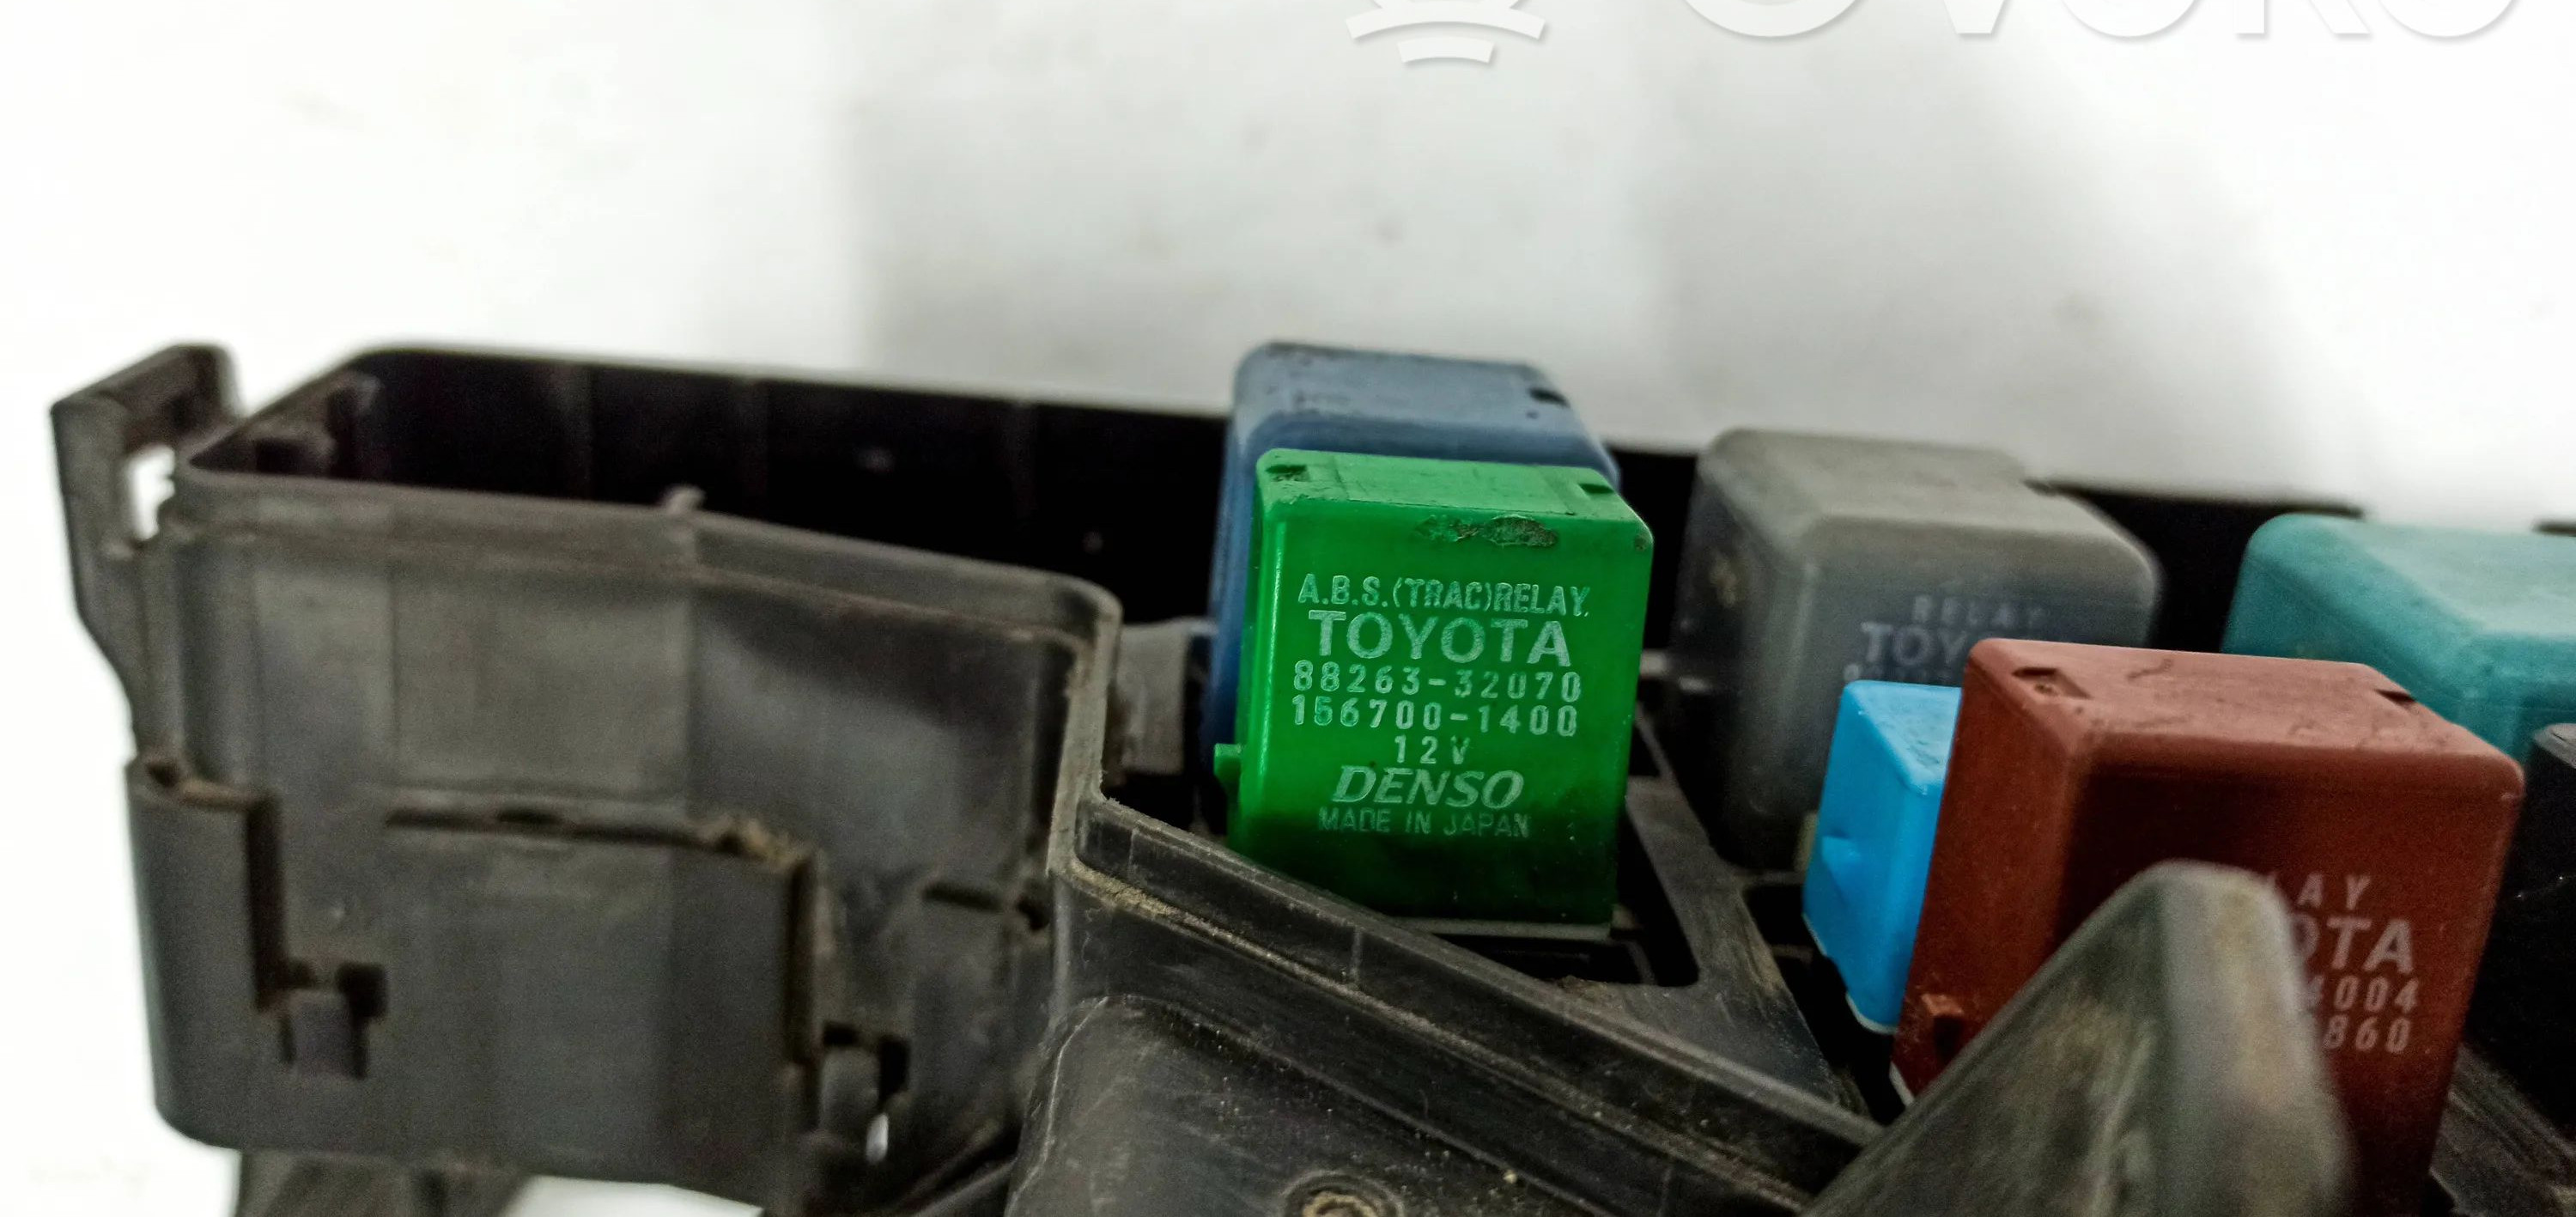 A.B.S.(TRAC)RELAY.
TOYOTA
88263-32070
156700-1400
12V
DENSO
MADE IN JAPAN
RELAY